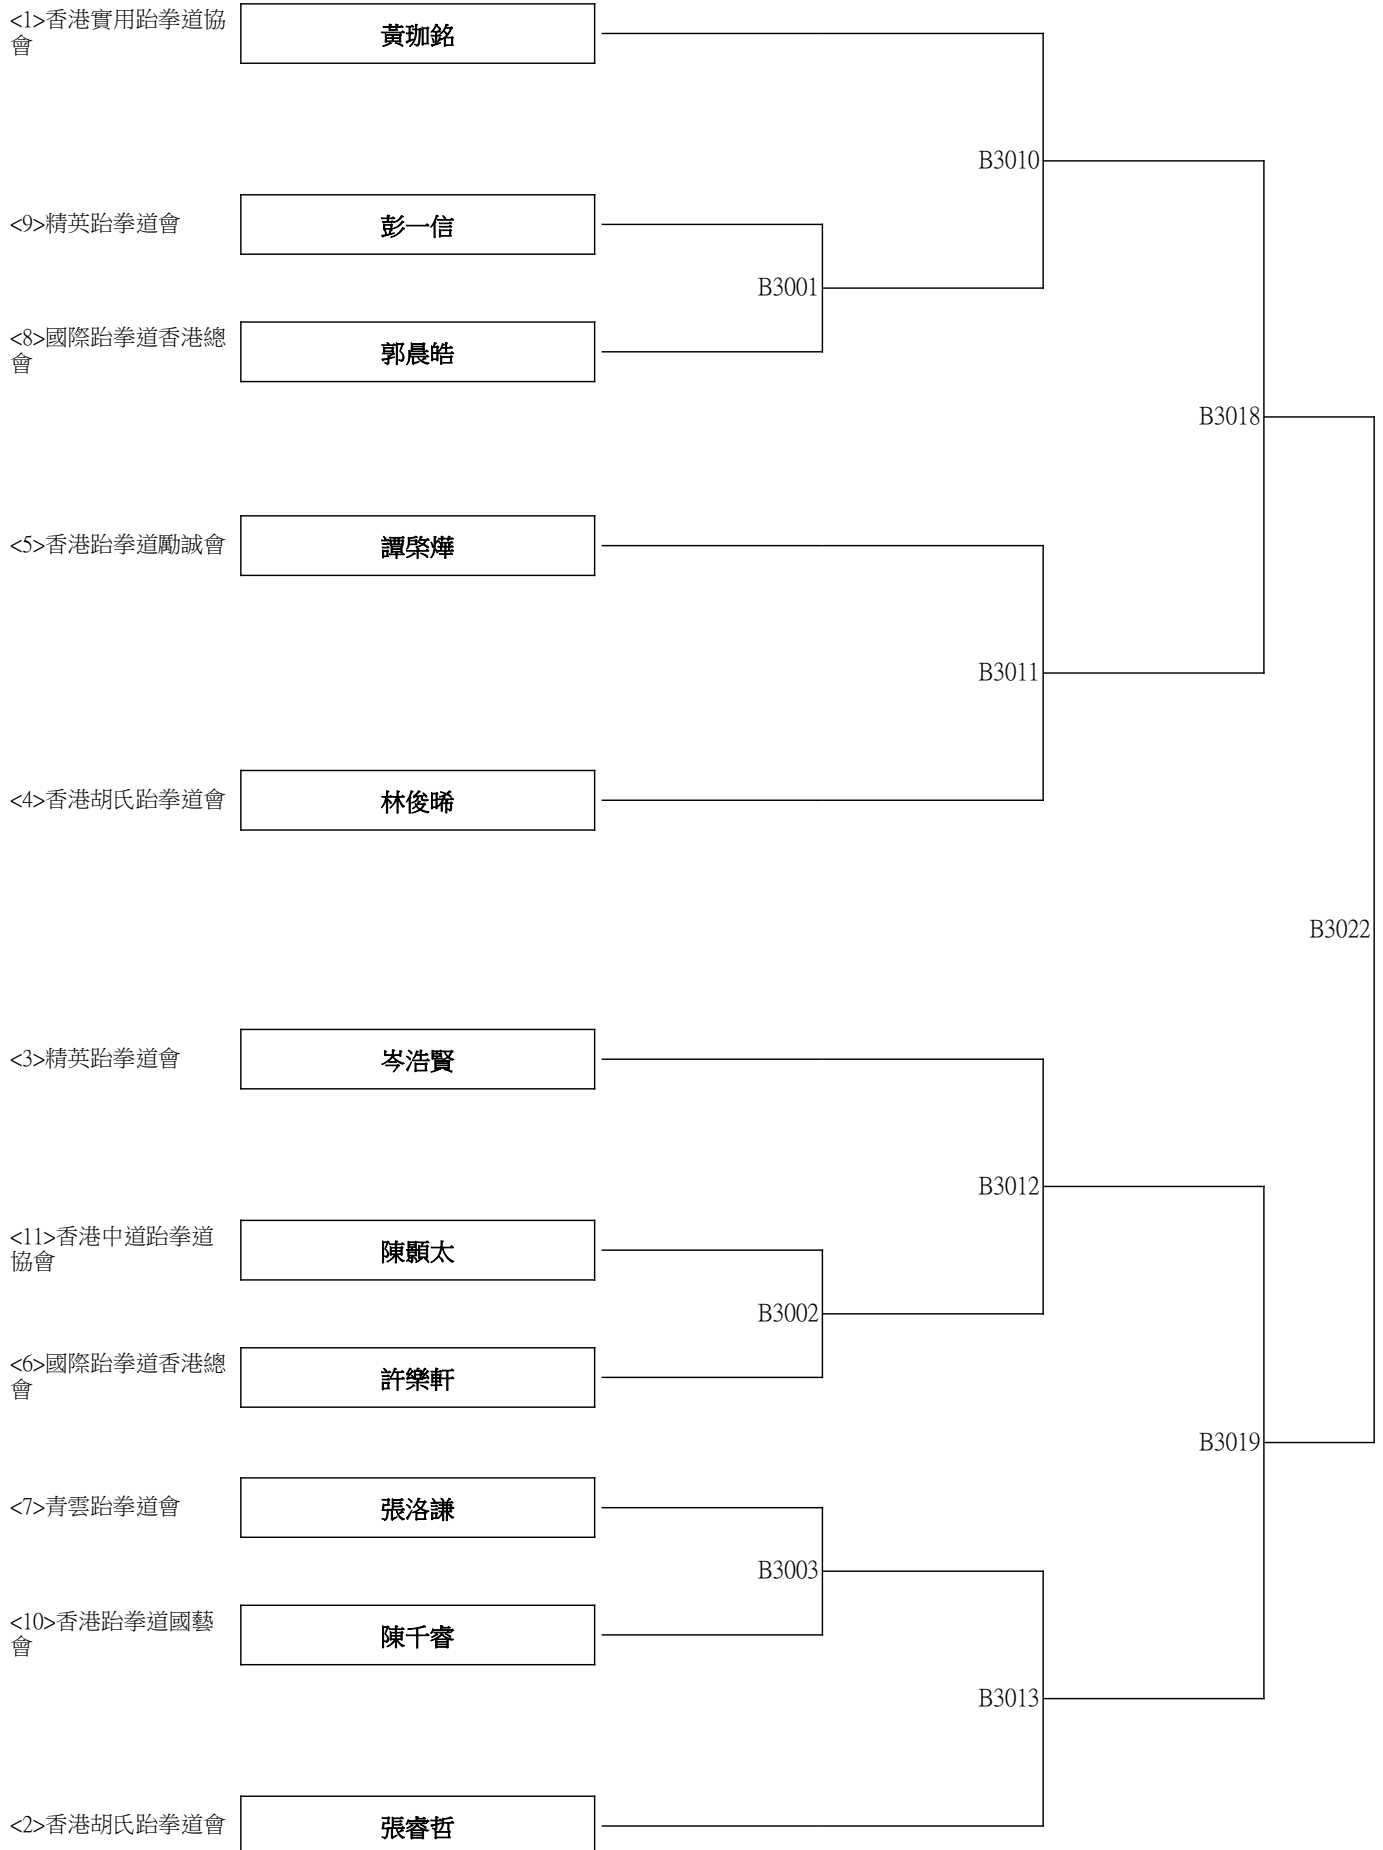 <1>香港實用跆拳道協
會
黃珈銘
B3010
<9>精英跆拳道會
彭一信
B3001
<8>國際跆拳道香港總
會
郭晨皓
B3018
<5>香港跆拳道勵誠會
譚棨燁
B3011
<4>香港胡氏跆拳道會
林俊晞
B3022
<3>精英跆拳道會
岑浩賢
B3012
<11>香港中道跆拳道
協會
陳顥太
B3002
<6>國際跆拳道香港總
會
許樂軒
B3019
<7>青雲跆拳道會
張洛謙
B3003
<10>香港跆拳道國藝
會
陳千睿
B3013
<2>香港胡氏跆拳道會
張睿哲